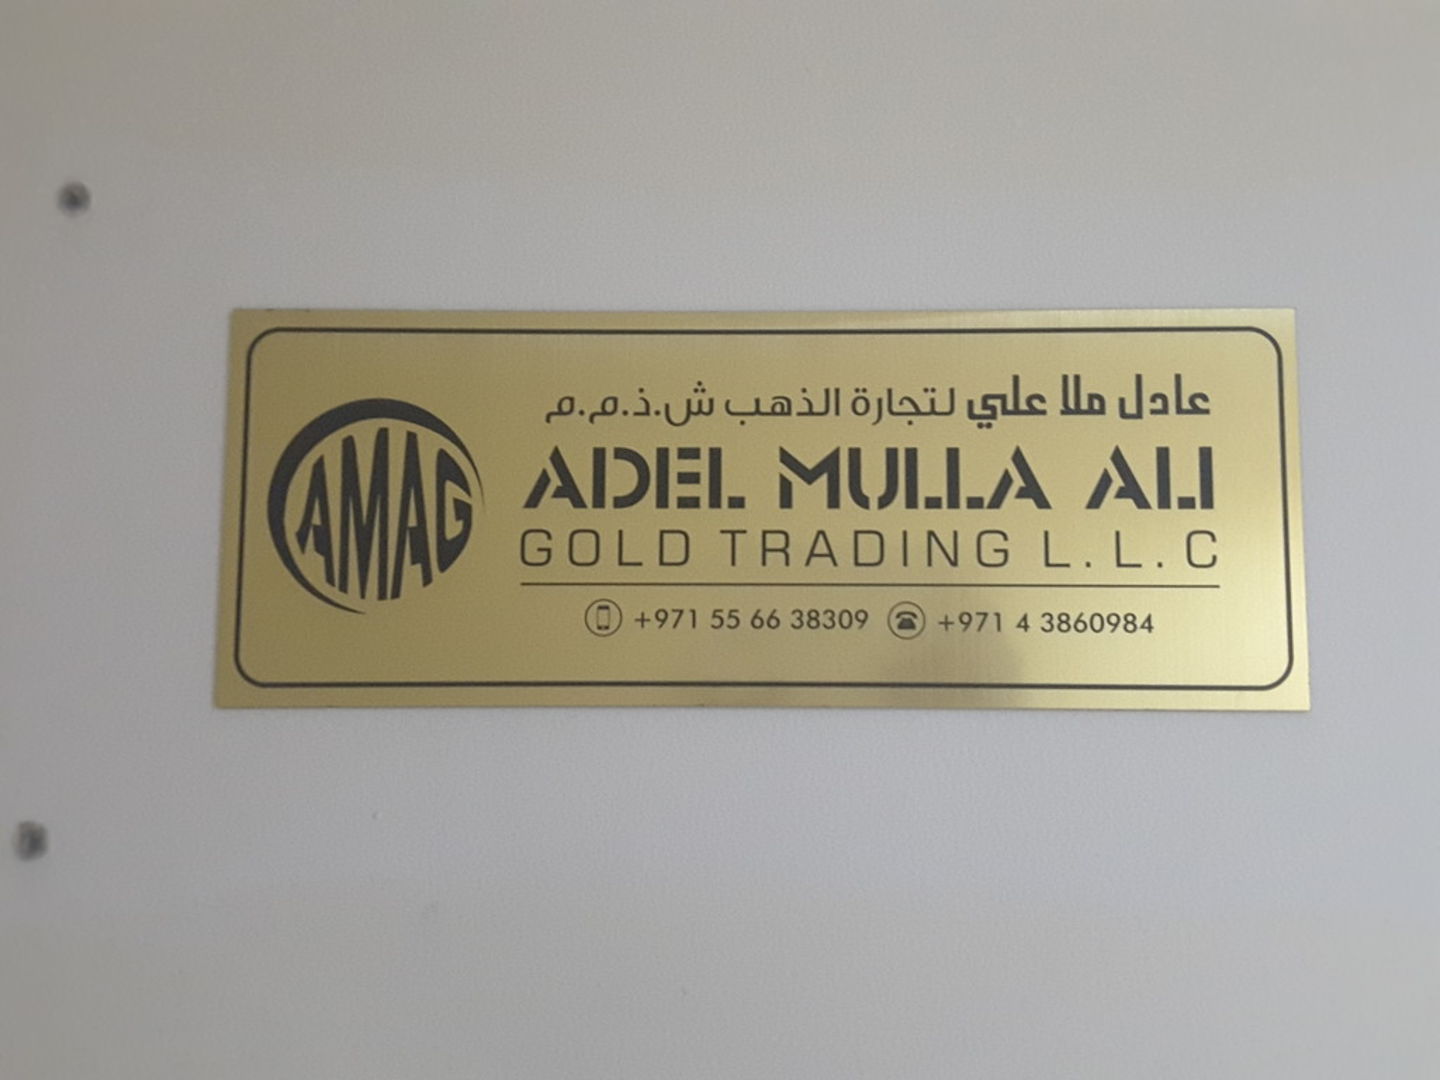 AMAG
عادل ملا علي لتجارة الذهب ش.ذ.م.م
ADEL MULLA ALI
GOLD TRADING L.L.C
+971 55 66 38309 +971 4 3860984